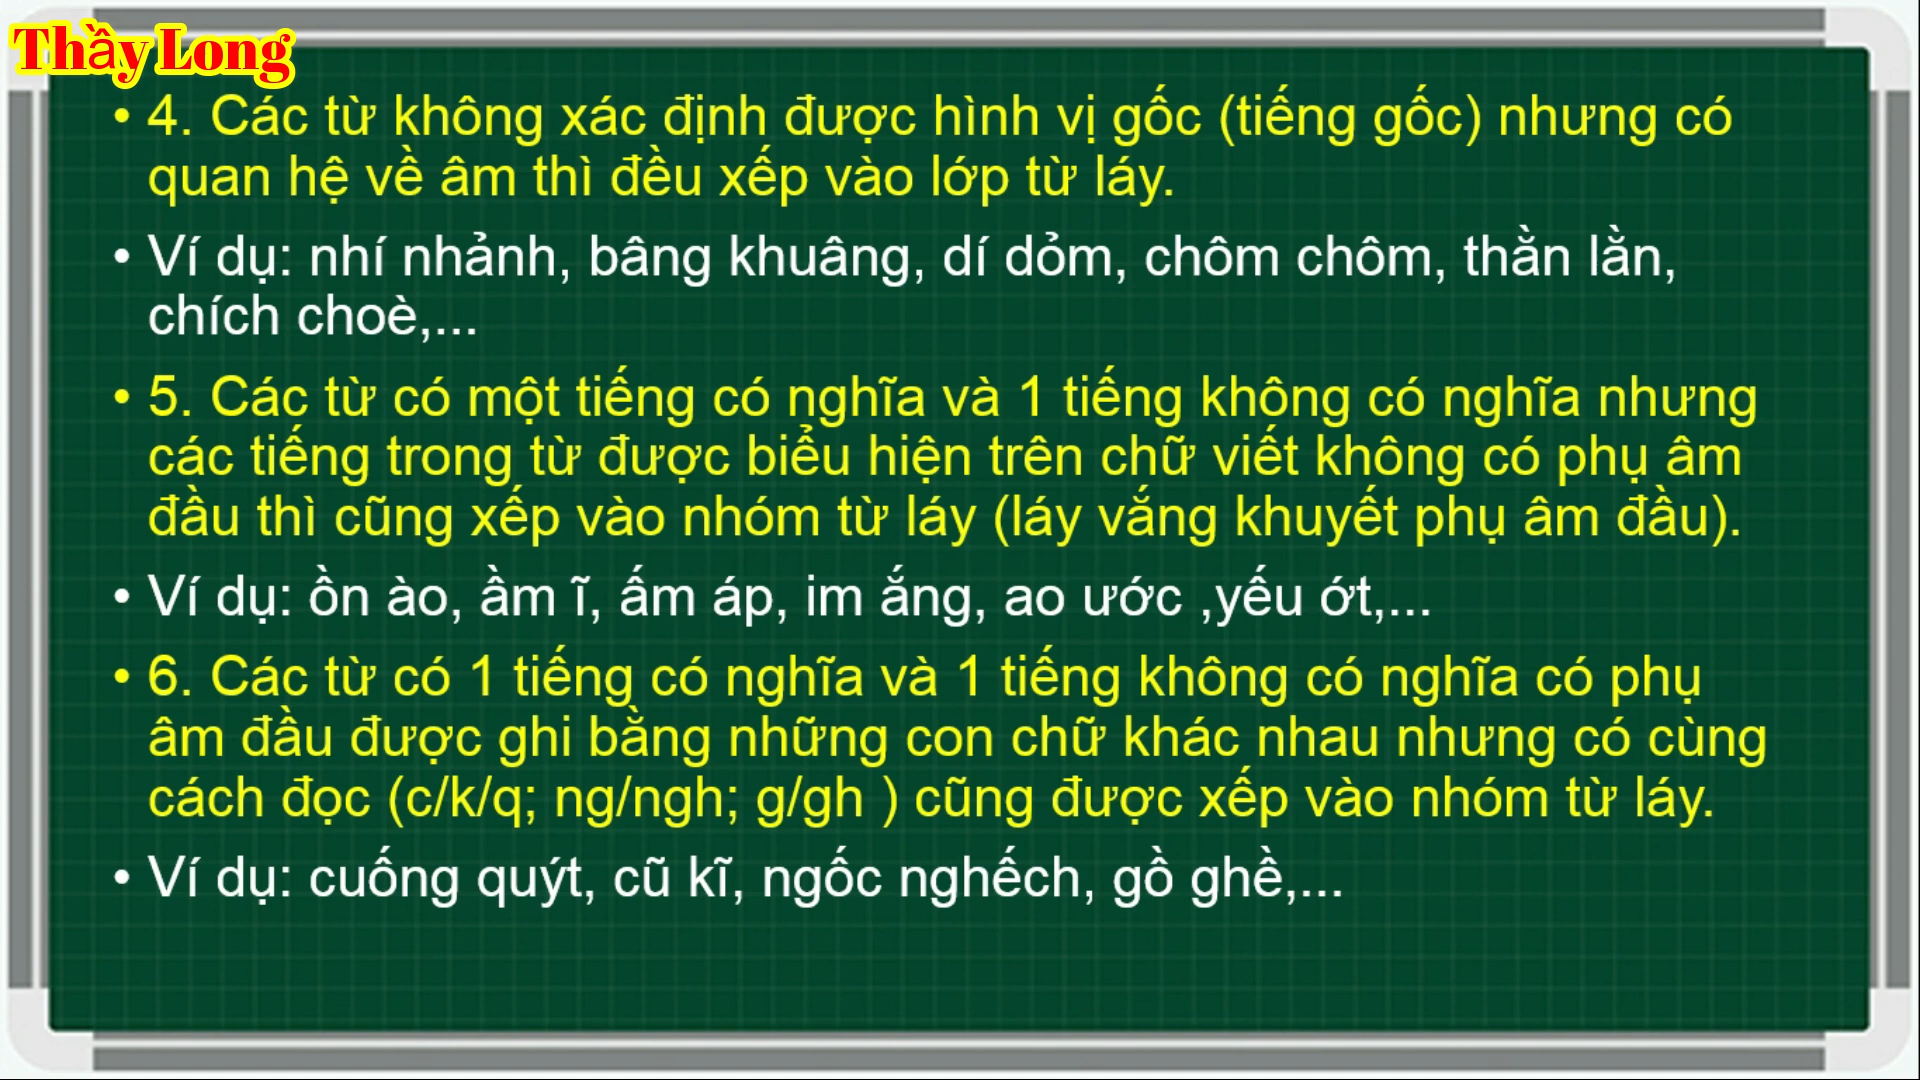 Thầy Long
• 4. Các từ không xác định được hình vị gốc (tiếng gốc) nhưng có
quan hệ về âm thì đều xếp vào lớp từ láy.
• Ví dụ: nhí nhảnh, bâng khuâng, dí dỏm, chôm chôm, thằn lằn,
chích choè,...
• 5. Các từ có một tiếng có nghĩa và 1 tiếng không có nghĩa nhưng
các tiếng trong từ được biểu hiện trên chữ viết không có phụ âm
đầu thì cũng xếp vào nhóm từ láy (láy vắng khuyết phụ âm đầu).
• Ví dụ: ồn ào, ầm ĩ, ấm áp, im ắng, ao ước ,yếu ớt,...
• 6. Các từ có 1 tiếng có nghĩa và 1 tiếng không có nghĩa có phụ
âm đầu được ghi bằng những con chữ khác nhau nhưng có cùng
cách đọc (c/k/q; ng/ngh; g/gh ) cũng được xếp vào nhóm từ láy.
• Ví dụ: cuống quýt, cũ kĩ, ngốc nghếch, gồ ghề,...